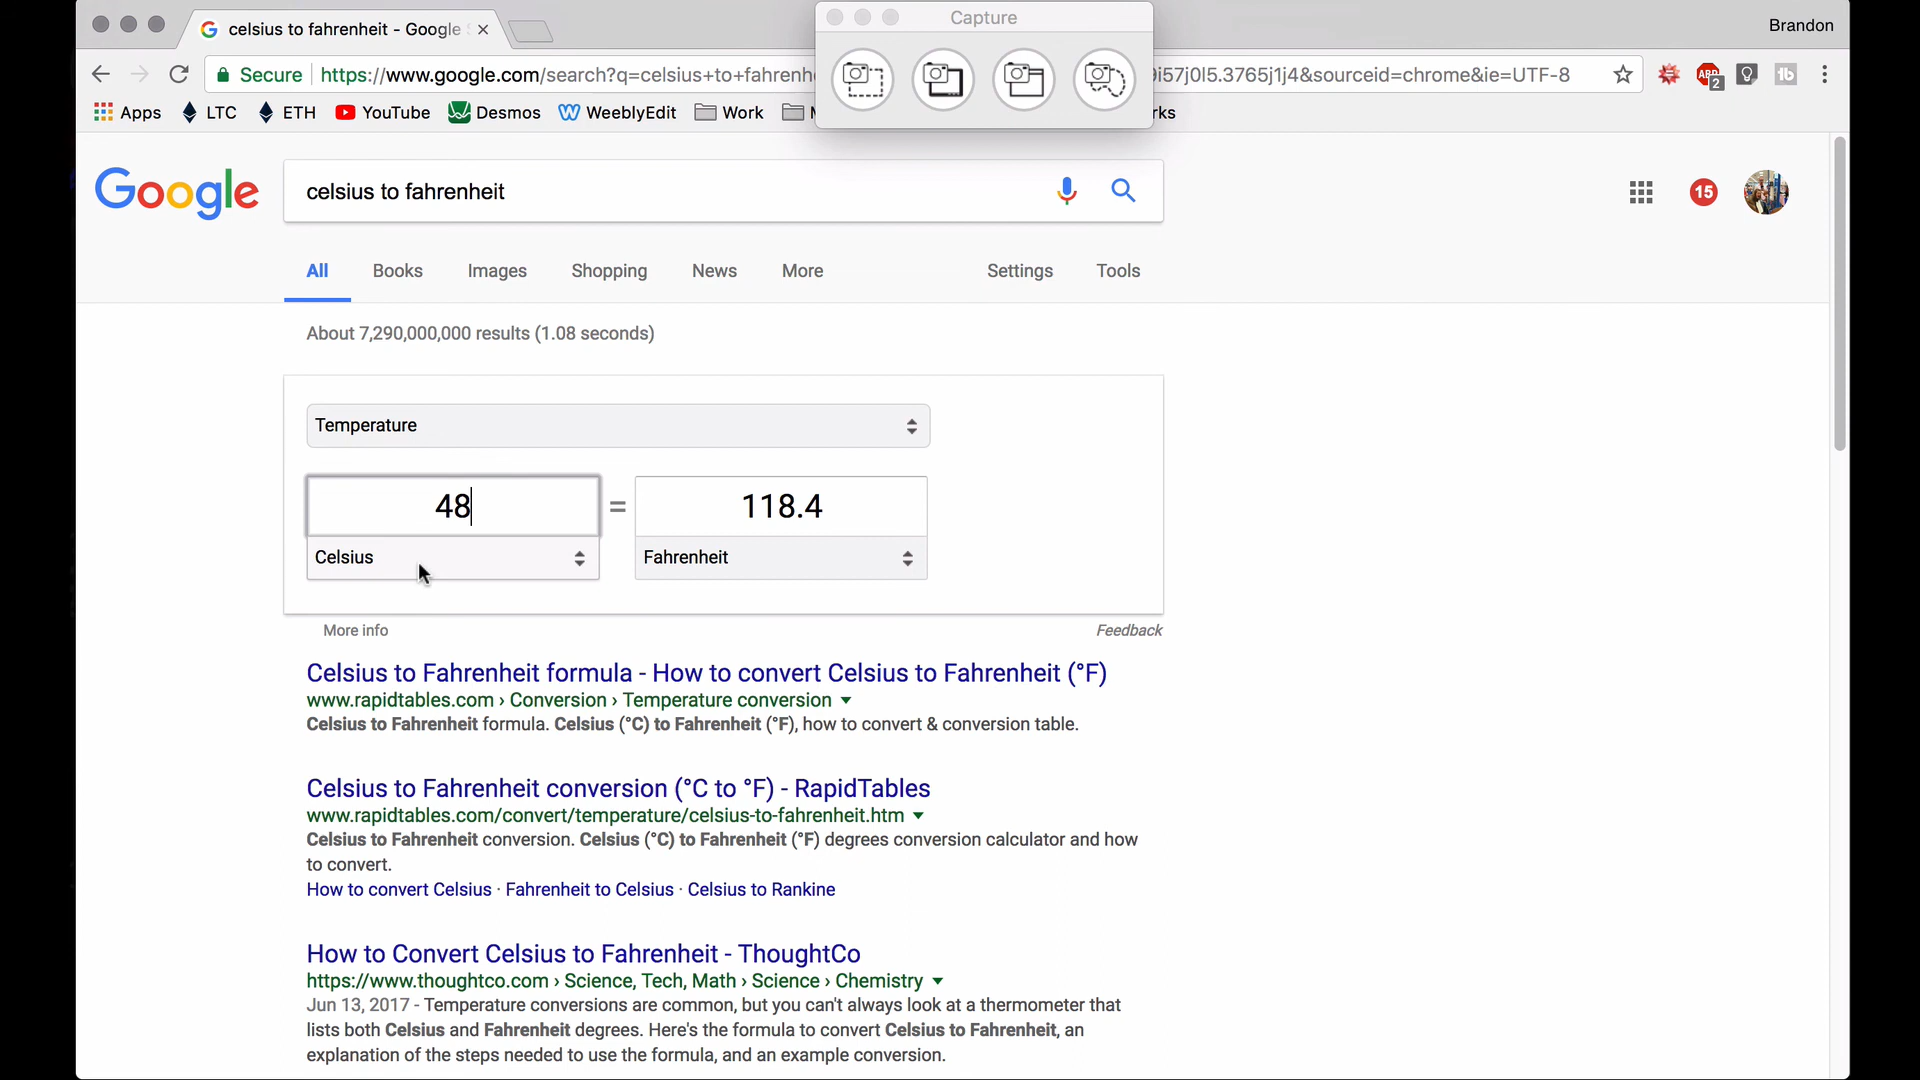 celsius to fahrenheit - Google
Capture
Brandon
Secure https://www.google.com/search?q=celsius+to+fahrenh 9i57j0l5.3765j1j4&sourceid=chrome&ie=UTF-8
ABP 2 tb
Apps LTC ETH YouTube Desmos WeeblyEdit Work
Google celsius to fahrenheit 15
All Books Images Shopping News More Settings Tools
About 7,290,000,000 results (1.08 seconds)
Temperature
48 = 118.4
Celsius Fahrenheit
More info Feedback
Celsius to Fahrenheit formula - How to convert Celsius to Fahrenheit (°F)
www.rapidtables.com › Conversion › Temperature conversion
Celsius to Fahrenheit formula. Celsius (°C) to Fahrenheit (°F), how to convert & conversion table.
Celsius to Fahrenheit conversion (°C to °F) - RapidTables
www.rapidtables.com/convert/temperature/celsius-to-fahrenheit.htm
Celsius to Fahrenheit conversion. Celsius (°C) to Fahrenheit (°F) degrees conversion calculator and how
to convert.
How to convert Celsius · Fahrenheit to Celsius · Celsius to Rankine
How to Convert Celsius to Fahrenheit - ThoughtCo
https://www.thoughtco.com › Science, Tech, Math › Science › Chemistry
Jun 13, 2017 - Temperature conversions are common, but you can't always look at a thermometer that
lists both Celsius and Fahrenheit degrees. Here's the formula to convert Celsius to Fahrenheit, an
explanation of the steps needed to use the formula, and an example conversion.